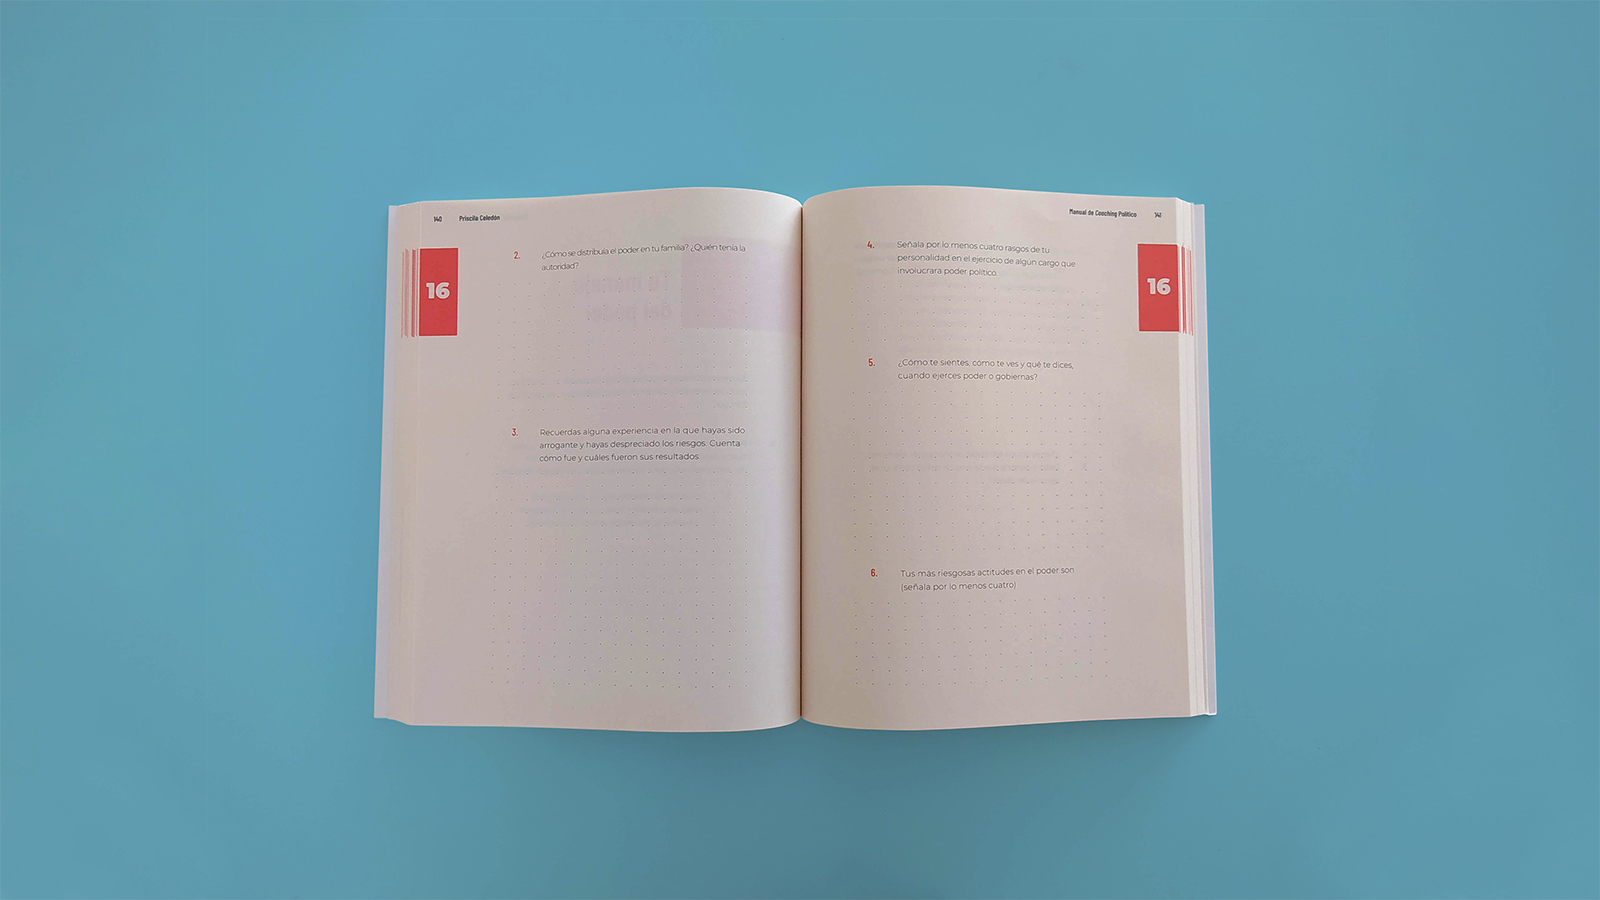 140 Priscila Celedón
16
2. ¿Cómo se distribuía el poder en tu familia? ¿Quién tenía la
autoridad?
3. Recuerdas alguna experiencia en la que hayas sido
arrogante y hayas despreciado los riesgos. Cuenta
cómo fue y cuáles fueron sus resultados.
Manual de Coaching Político 141
16
4. Señala por lo menos cuatro rasgos de tu
personalidad en el ejercicio de algún cargo que
involucrara poder político.
5. ¿Cómo te sientes, cómo te ves y qué te dices,
cuando ejerces poder o gobiernas?
6. Tus más riesgosas actitudes en el poder son
(señala por lo menos cuatro)